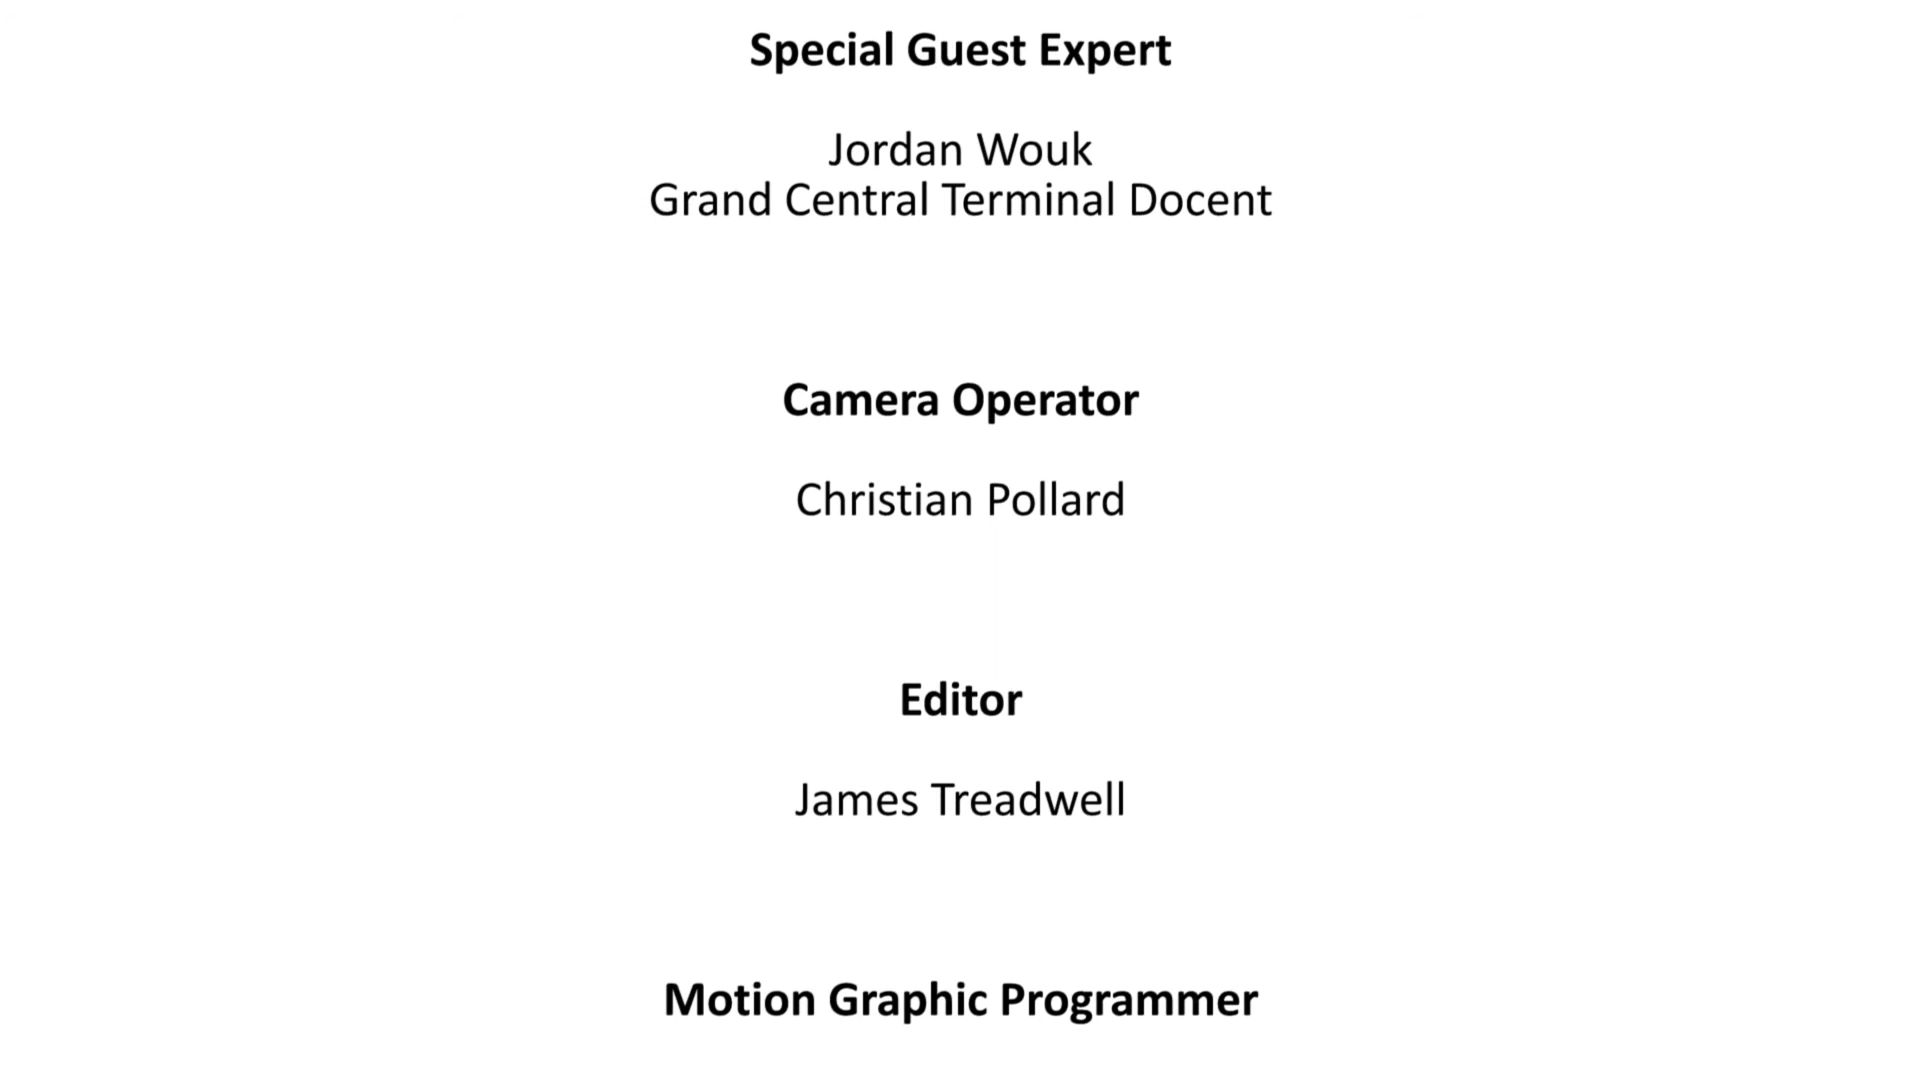 Special Guest Expert
Jordan Wouk
Grand Central Terminal Docent
Camera Operator
Christian Pollard
Editor
James Treadwell
Motion Graphic Programmer